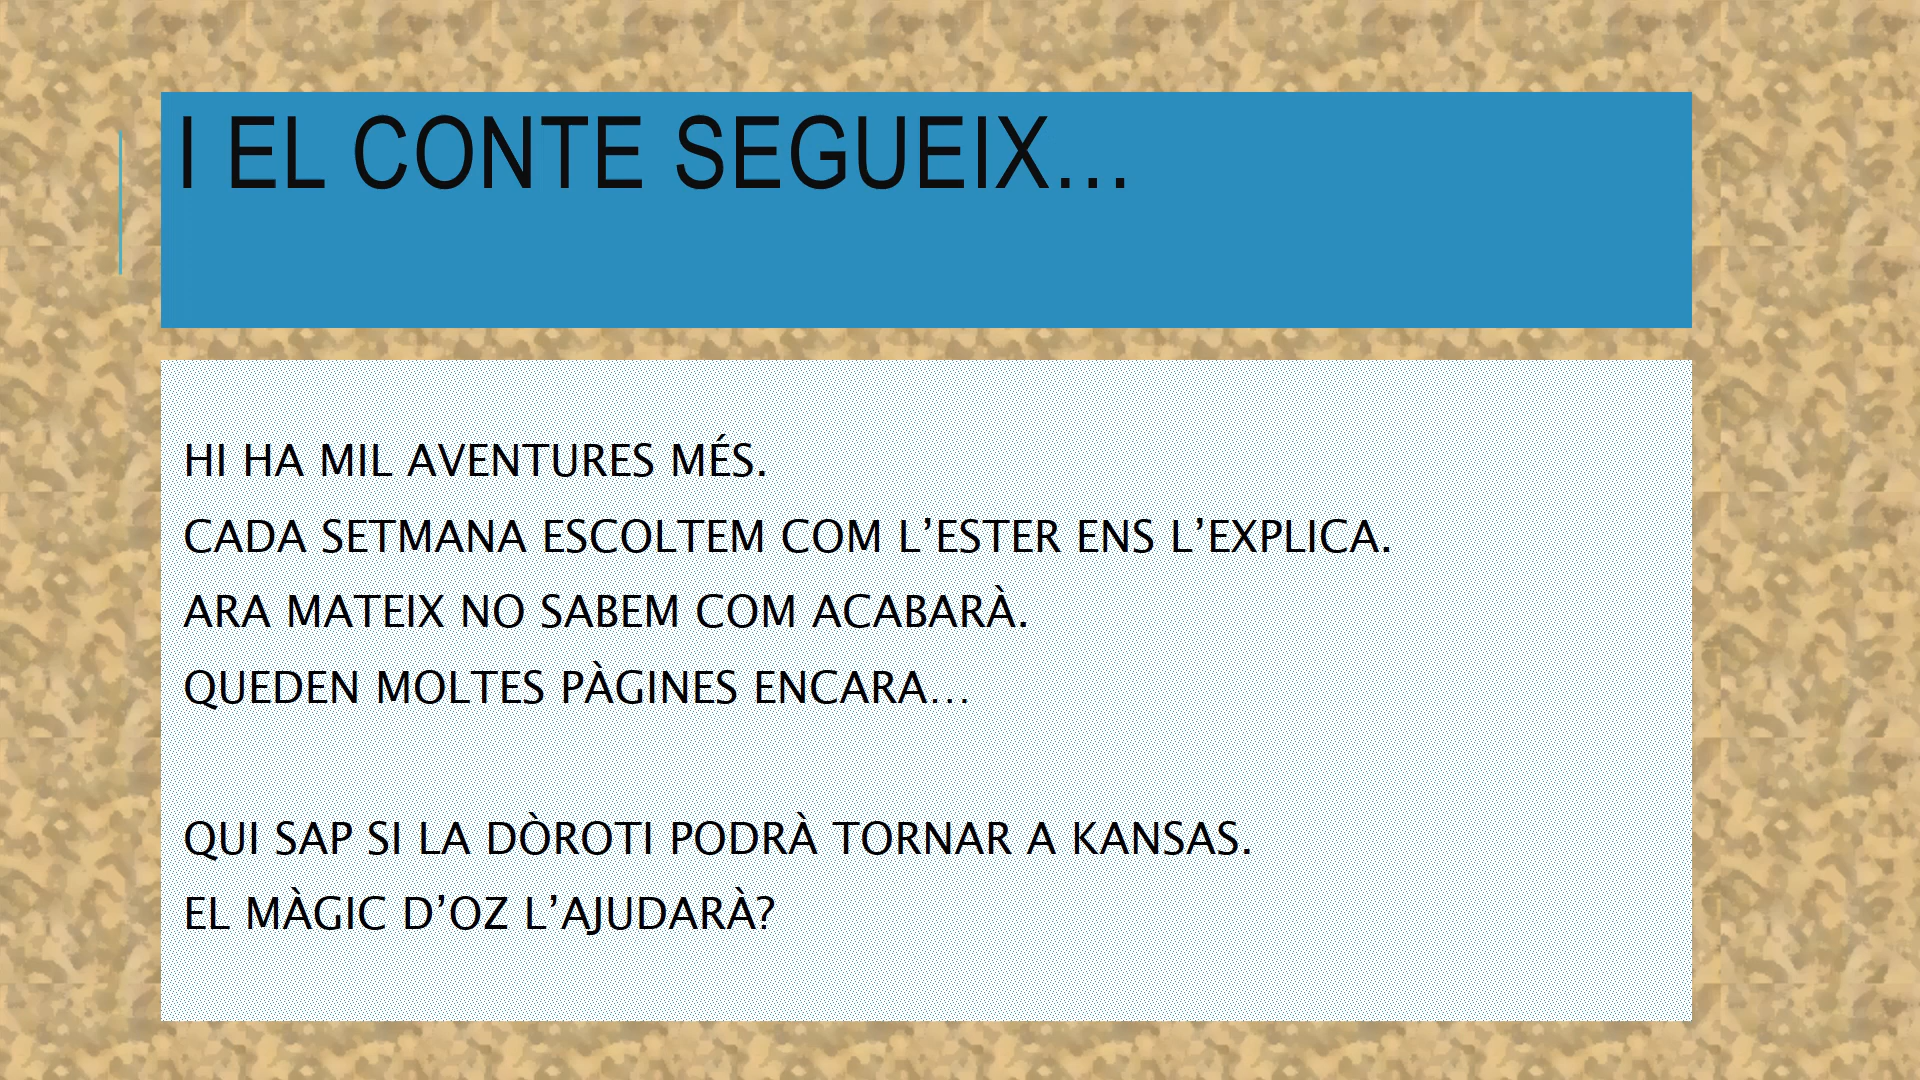 I EL CONTE SEGUEIX…
HI HA MIL AVENTURES MÉS.
CADA SETMANA ESCOLTEM COM L’ESTER ENS L’EXPLICA.
ARA MATEIX NO SABEM COM ACABARÀ.
QUEDEN MOLTES PÀGINES ENCARA…
QUI SAP SI LA DÒROTI PODRÀ TORNAR A KANSAS.
EL MÀGIC D’OZ L’AJUDARÀ?